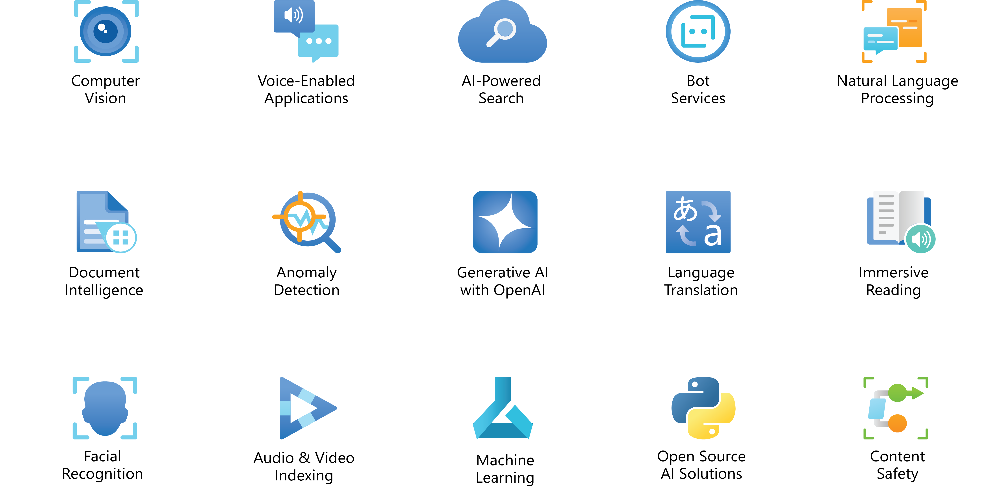 Computer
Vision
Voice-Enabled
Applications
AI-Powered
Search
Bot
Services
Natural Language
Processing
Document
Intelligence
Anomaly
Detection
Generative AI
with OpenAI
あ
a
Language
Translation
Immersive
Reading
Facial
Recognition
Audio & Video
Indexing
Machine
Learning
Open Source
AI Solutions
Content
Safety